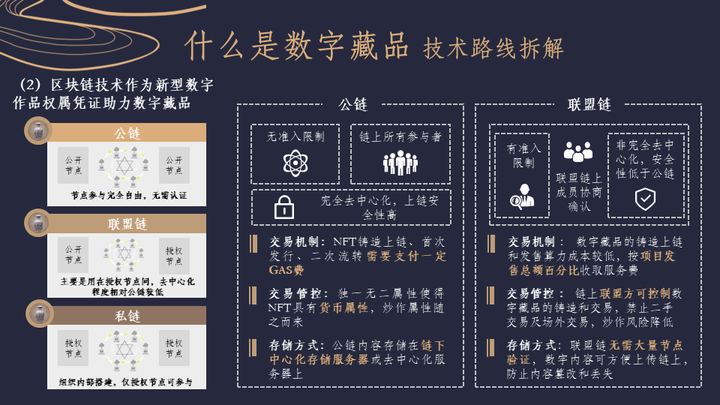 什么是数字藏品 技术路线拆解
（2）区块链技术作为新型数字
作品权属凭证助力数字藏品
公链
公开
节点
公开
节点
节点参与完全自由，无需认证
联盟链
公开
节点
授权
节点
主要是用在授权节点间，去中心化
程度相对公链较低
私链
授权
节点
授权
节点
组织内部搭建，仅授权节点可参与
公链
无准入限制
链上所有参与者
完全去中心化，上链安
全性高
交易机制：NFT铸造上链、首次
发行、二次流转需要支付一定
GAS费
交易管控：独一无二属性使得
NFT具有货币属性，炒作属性随
之而来
存储方式：公链内容存储在链下
中心化存储服务器或去中心化服
务器上
联盟链
有准入
限制
联盟链上
成员协商
确认
非完全去中
心化，安全
性低于公链
交易机制： 数字藏品的铸造上链
和发售算力成本较低，按项目发
售总额百分比收取服务费
交易管控： 链上联盟方可控制数
字藏品的铸造和交易，禁止二手
交易及场外交易，炒作风险降低
存储方式：联盟链无需大量节点
验证，数字内容可方便上传链上，
防止内容篡改和丢失